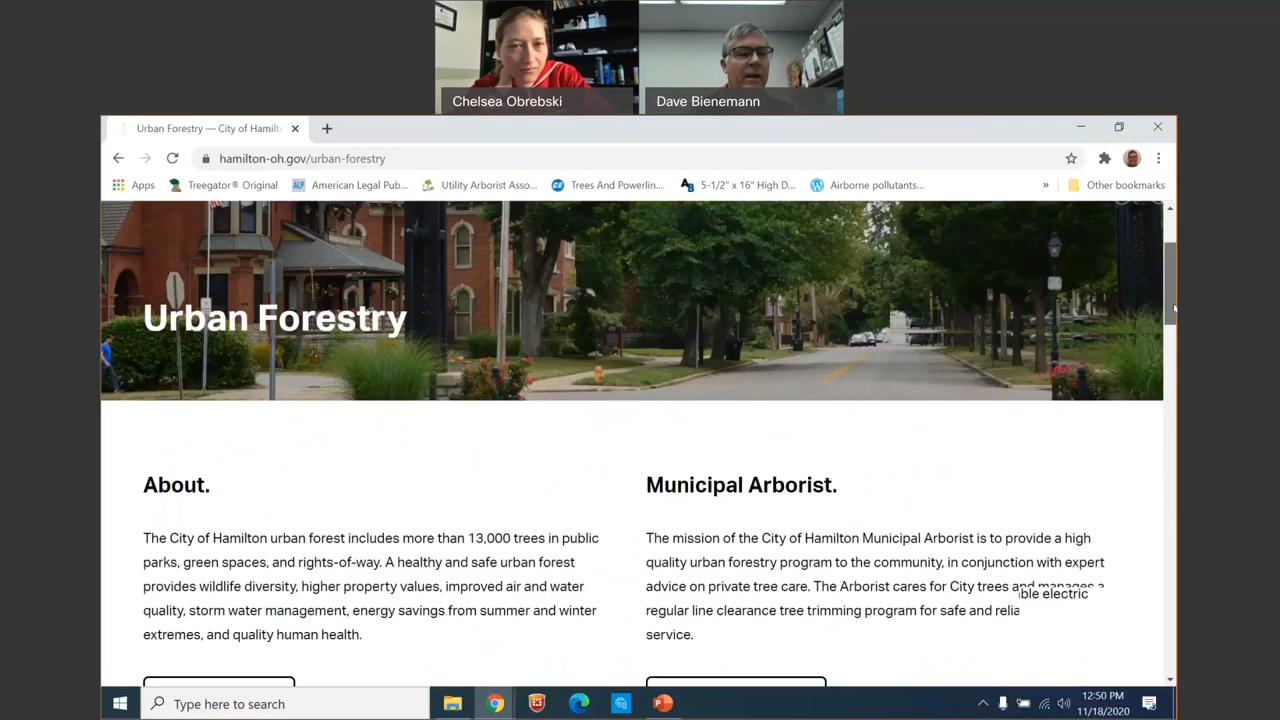 Chelsea Obrebski
Dave Bienemann
Urban Forestry — City of Hamilt
hamilton-oh.gov/urban-forestry
Apps
Treegator® Original
ALP American Legal Pub...
Utility Arborist Asso...
Trees And Powerlin...
5-1/2" x 16" High D...
Airborne pollutants...
»
Other bookmarks
Urban Forestry
About.
The City of Hamilton urban forest includes more than 13,000 trees in public
parks, green spaces, and rights-of-way. A healthy and safe urban forest
provides wildlife diversity, higher property values, improved air and water
quality, storm water management, energy savings from summer and winter
extremes, and quality human health.
Municipal Arborist.
The mission of the City of Hamilton Municipal Arborist is to provide a high
quality urban forestry program to the community, in conjunction with expert
advice on private tree care. The Arborist cares for City trees and manages a
ble electric
regular line clearance tree trimming program for safe and relia
service.
Type here to search
12:50 PM
11/18/2020